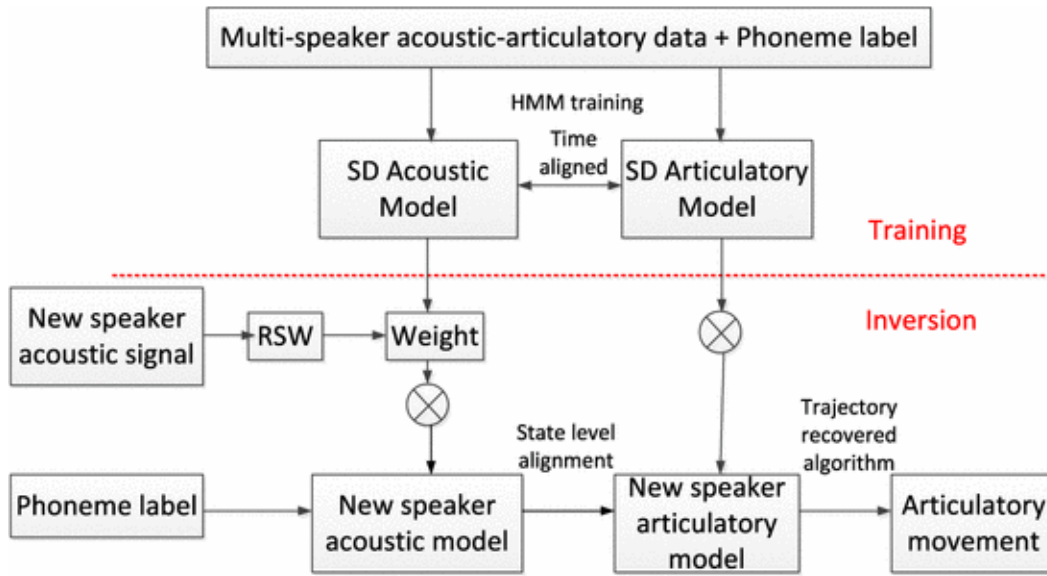 Multi-speaker acoustic-articulatory data + Phoneme label
HMM training
Time
aligned
SD Acoustic
Model
SD Articulatory
Model
Training
Inversion
New speaker
acoustic signal
RSW
Weight
State level
alignment
Trajectory
recovered
algorithm
Phoneme label
New speaker
acoustic model
New speaker
articulatory
model
Articulatory
movement